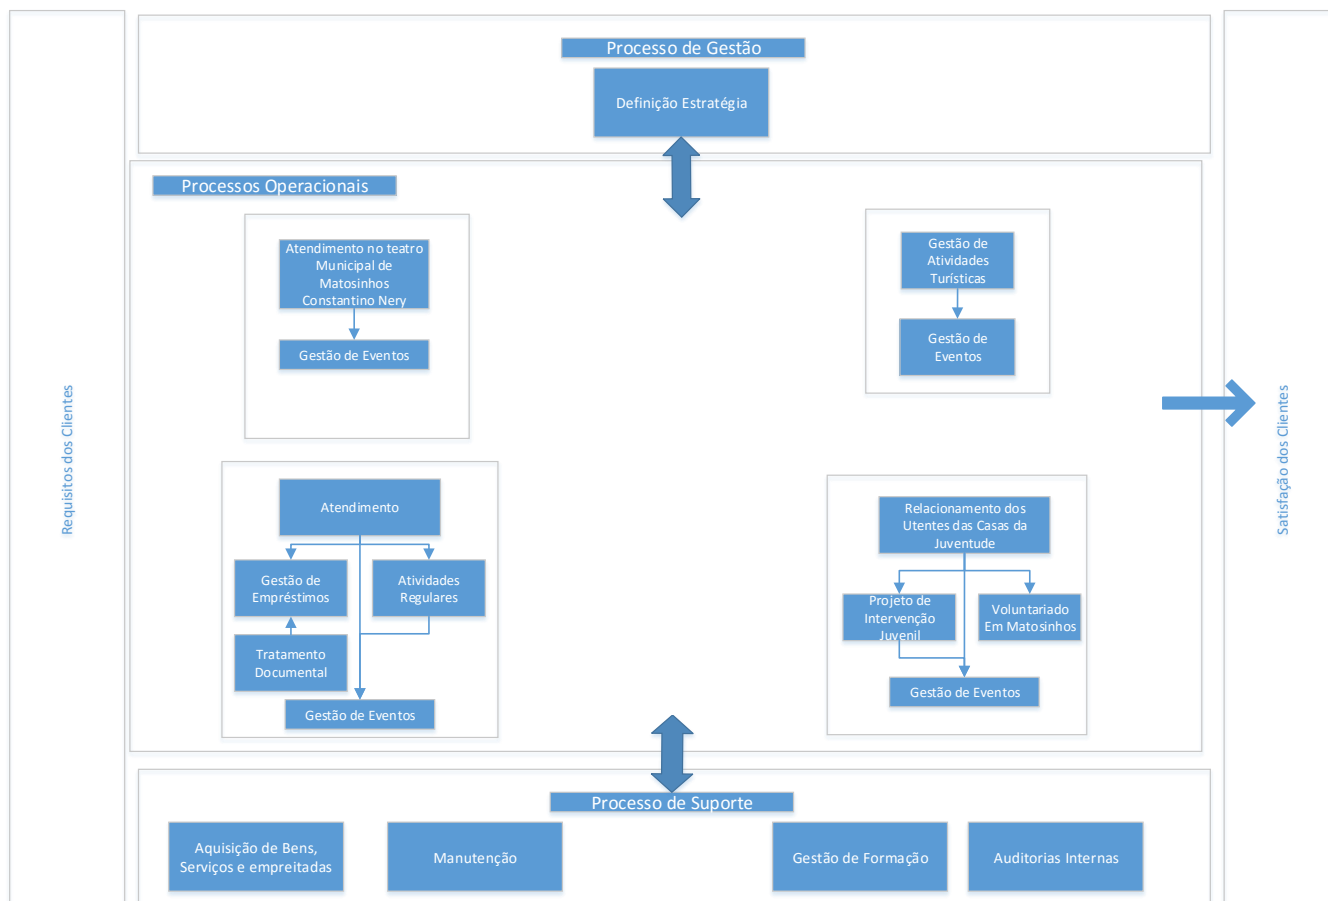 Requisitos dos Clientes
Processo de Gestão
Definição Estratégia
Processos Operacionais
Atendimento no teatro
Municipal de
Matosinhos
Constantino Nery
Gestão de Eventos
Gestão de
Atividades
Turísticas
Gestão de
Eventos
Atendimento
Gestão de
Empréstimos
Atividades
Regulares
Tratamento
Documental
Gestão de Eventos
Relacionamento dos
Utentes das Casas da
Juventude
Projeto de
Intervenção
Juvenil
Voluntariado
Em Matosinhos
Gestão de Eventos
Processo de Suporte
Aquisição de Bens,
Serviços e empreitadas
Manutenção
Gestão de Formação
Auditorias Internas
Satisfação dos Clientes